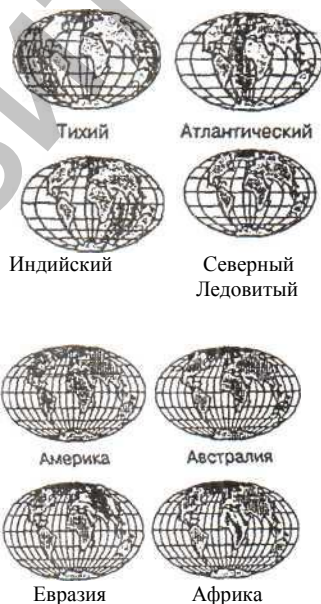 Тихий Атлантический
Индийский Северный
Ледовитый
Америка Австралия
Евразия Африка